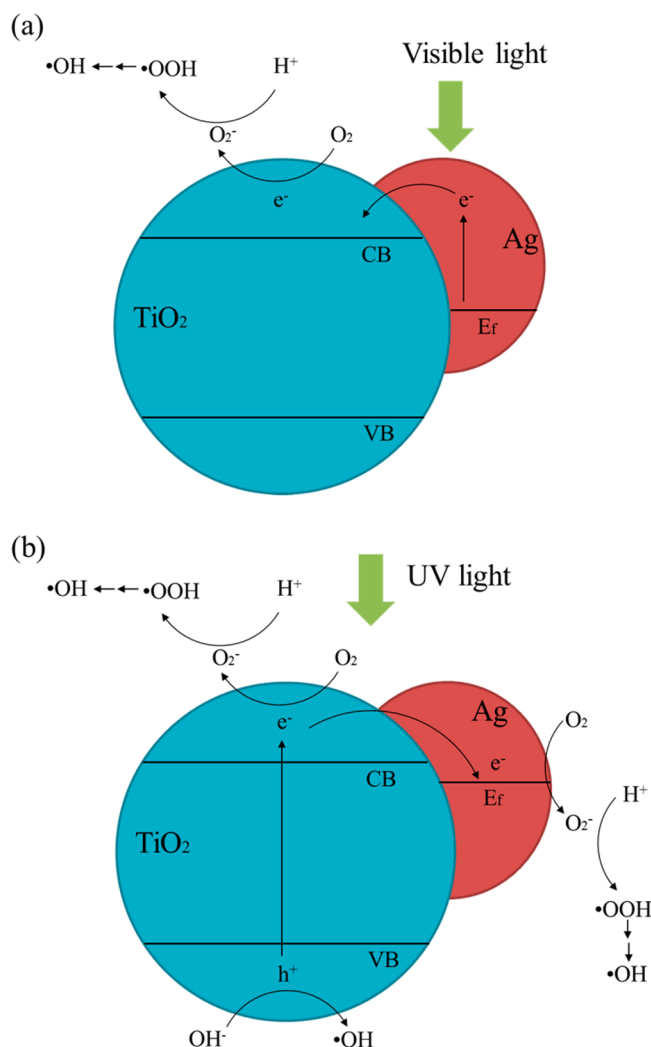 (a)
Visible light
•OH
•OOH
H⁺
O₂⁻
O₂
e⁻
e⁻
Ag
CB
TiO₂
Ef
VB
(b)
UV light
•OH
•OOH
H⁺
O₂⁻
O₂
Ag
e⁻
O₂
e⁻
CB
Ef
H⁺
O₂⁻
TiO₂
•OOH
VB
h⁺
•OH
OH⁻
•OH